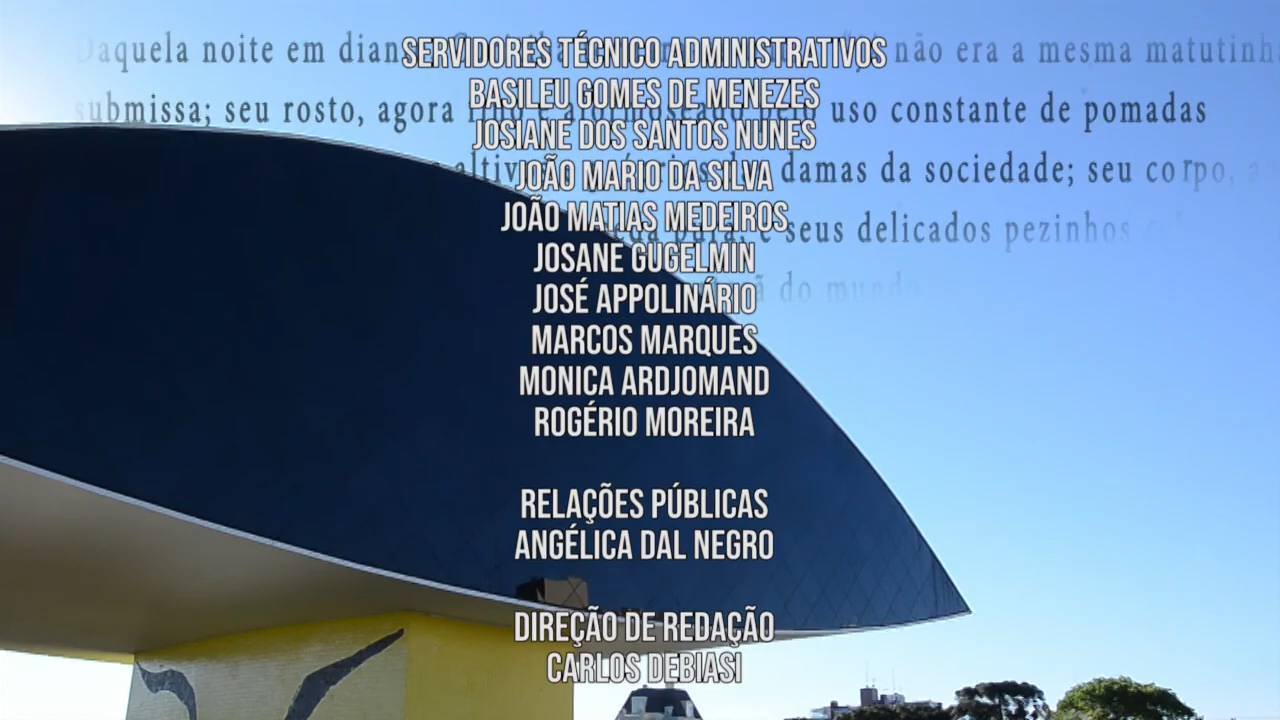 SERVIDORES TÉCNICO ADMINISTRATIVOS
BASILEU GOMES DE MENEZES
JOSIANE DOS SANTOS NUNES
JOÃO MARIO DA SILVA
JOÃO MATIAS MEDEIROS
JOSANE GUGELMIN
JOSÉ APPOLINÁRIO
MARCOS MARQUES
MONICA ARDJOMAND
ROGÉRIO MOREIRA
RELAÇÕES PÚBLICAS
ANGÉLICA DAL NEGRO
DIREÇÃO DE REDAÇÃO
CARLOS DEBIASI
Daquela noite em não era a mesma
submissa; seu rosto, agora uso constante de pomadas
damas da sociedade; seu corpo,
seus delicados pezinhos
do mundo